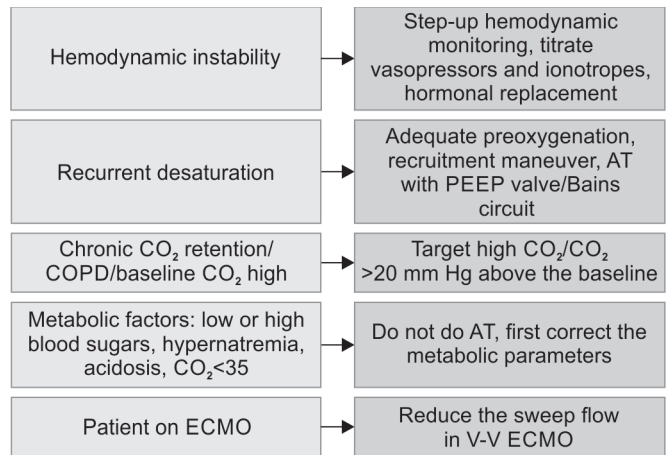 Hemodynamic instability
Step-up hemodynamic
monitoring, titrate
vasopressors and ionotropes,
hormonal replacement
Recurrent desaturation
Adequate preoxygenation,
recruitment maneuver, AT
with PEEP valve/Bains
circuit
Chronic CO₂ retention/
COPD/baseline CO₂ high
Target high CO₂/CO₂
>20 mm Hg above the baseline
Metabolic factors: low or high
blood sugars, hypernatremia,
acidosis, CO₂<35
Do not do AT, first correct the
metabolic parameters
Patient on ECMO
Reduce the sweep flow
in V-V ECMO